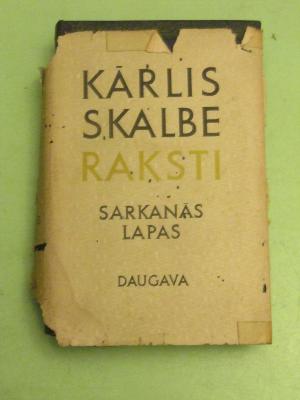 KĀRLIS
SKALBE
RAKSTI
SARKANĀS
LAPAS
DAUGAVA